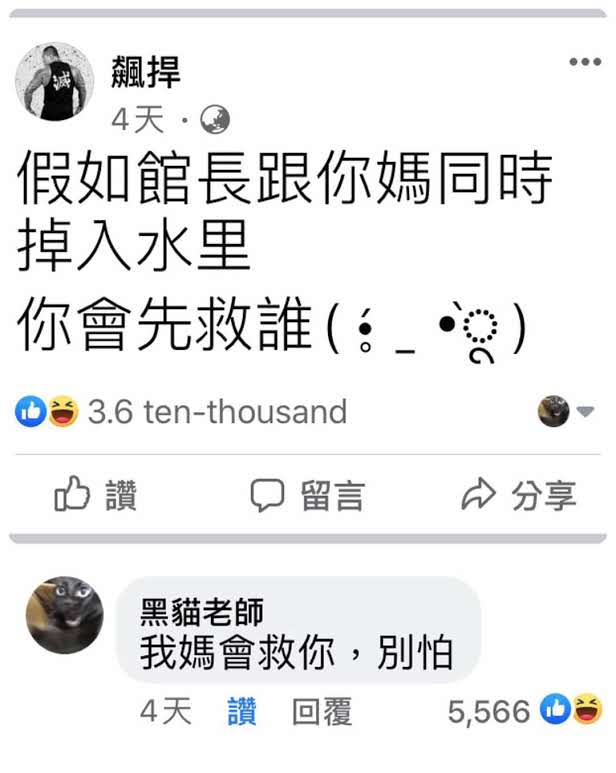 飆捍
4天 ·
假如館長跟你媽同時
掉入水里
你會先救誰(•́ _ •̀ )
3.6 ten-thousand
讚 留言 分享
黑貓老師
我媽會救你，別怕
4天 讚 回覆 5,566